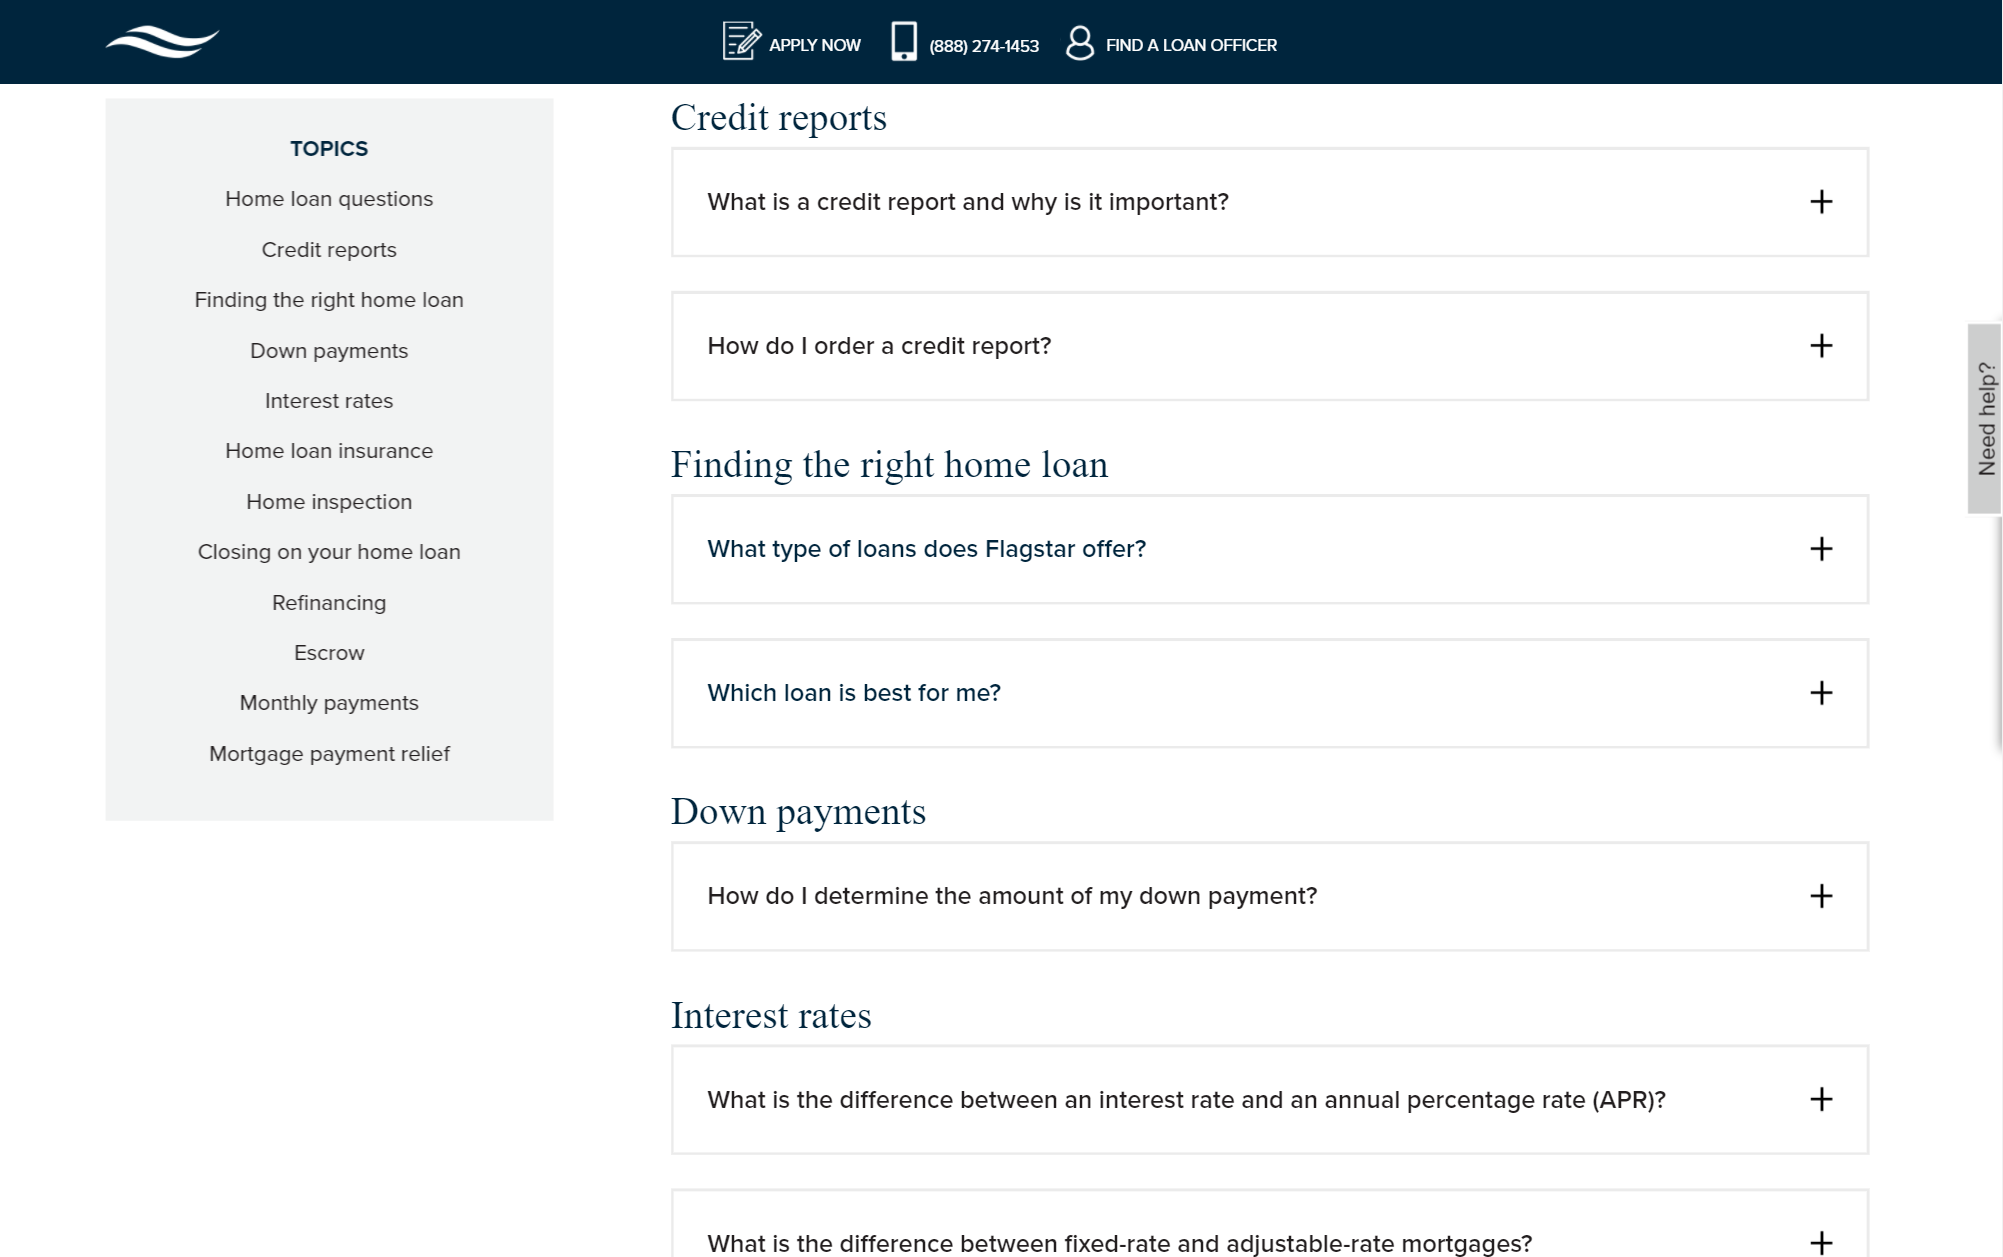 APPLY NOW
(888) 274-1453
FIND A LOAN OFFICER
TOPICS
Home loan questions
Credit reports
Finding the right home loan
Down payments
Interest rates
Home loan insurance
Home inspection
Closing on your home loan
Refinancing
Escrow
Monthly payments
Mortgage payment relief
Credit reports
What is a credit report and why is it important?
How do I order a credit report?
Finding the right home loan
What type of loans does Flagstar offer?
Which loan is best for me?
Down payments
How do I determine the amount of my down payment?
Interest rates
What is the difference between an interest rate and an annual percentage rate (APR)?
What is the difference between fixed-rate and adjustable-rate mortgages?
Need help?